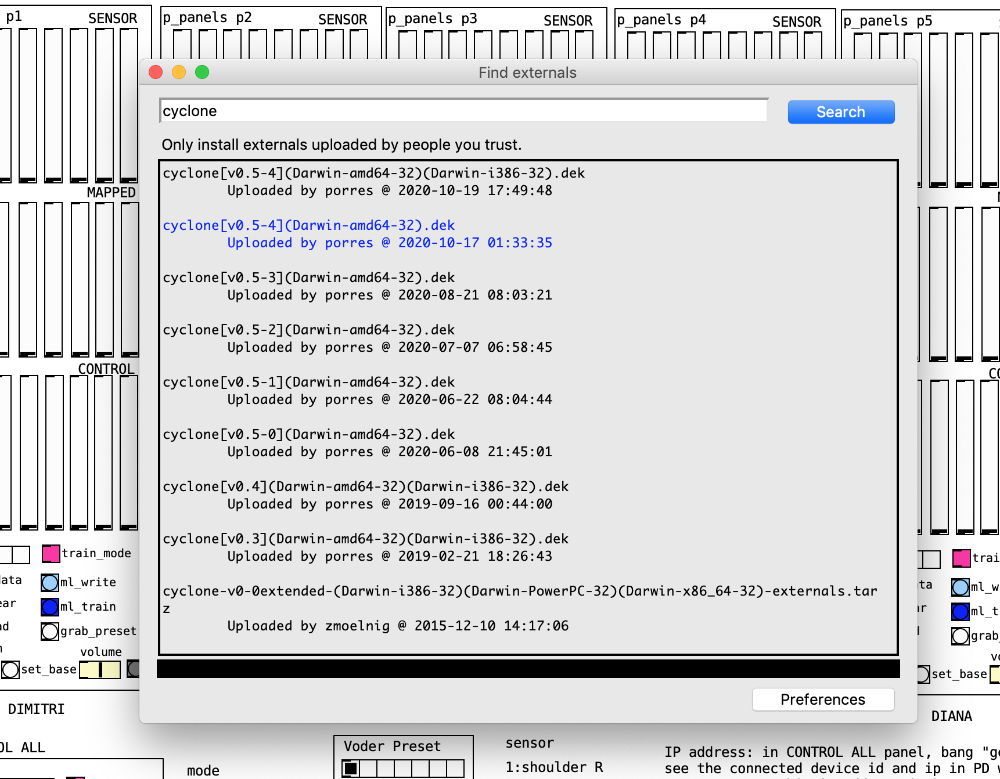 p1
SENSOR
p_panels p2
SENSOR
p_panels p3
SENSOR
p_panels p4
SENSOR
p_panels p5
Find externals
cyclone
Search
Only install externals uploaded by people you trust.
cyclone[v0.5-4](Darwin-amd64-32)(Darwin-i386-32).dek
Uploaded by porres @ 2020-10-19 17:49:48
cyclone[v0.5-4](Darwin-amd64-32).dek
Uploaded by porres @ 2020-10-17 01:33:35
cyclone[v0.5-3](Darwin-amd64-32).dek
Uploaded by porres @ 2020-08-21 08:03:21
cyclone[v0.5-2](Darwin-amd64-32).dek
Uploaded by porres @ 2020-07-07 06:58:45
cyclone[v0.5-1](Darwin-amd64-32).dek
Uploaded by porres @ 2020-06-22 08:04:44
cyclone[v0.5-0](Darwin-amd64-32).dek
Uploaded by porres @ 2020-06-08 21:45:01
cyclone[v0.4](Darwin-amd64-32)(Darwin-i386-32).dek
Uploaded by porres @ 2019-09-16 00:44:00
cyclone[v0.3](Darwin-amd64-32)(Darwin-i386-32).dek
Uploaded by porres @ 2019-02-21 18:26:43
cyclone-v0-0extended-(Darwin-i386-32)(Darwin-PowerPC-32)(Darwin-x86_64-32)-externals.tar
z
Uploaded by zmoelnig @ 2015-12-10 14:17:06
Preferences
MAPPED
CONTROL
train_mode
ml_write
ml_train
grab_preset
volume
set_base
DIMITRI
OL ALL
mode
Voder Preset
sensor
1:shoulder R
trai
ml_w
ml_t
grab_
set_base
DIANA
IP address: in CONTROL ALL panel, bang "ge
see the connected device id and ip in PD w